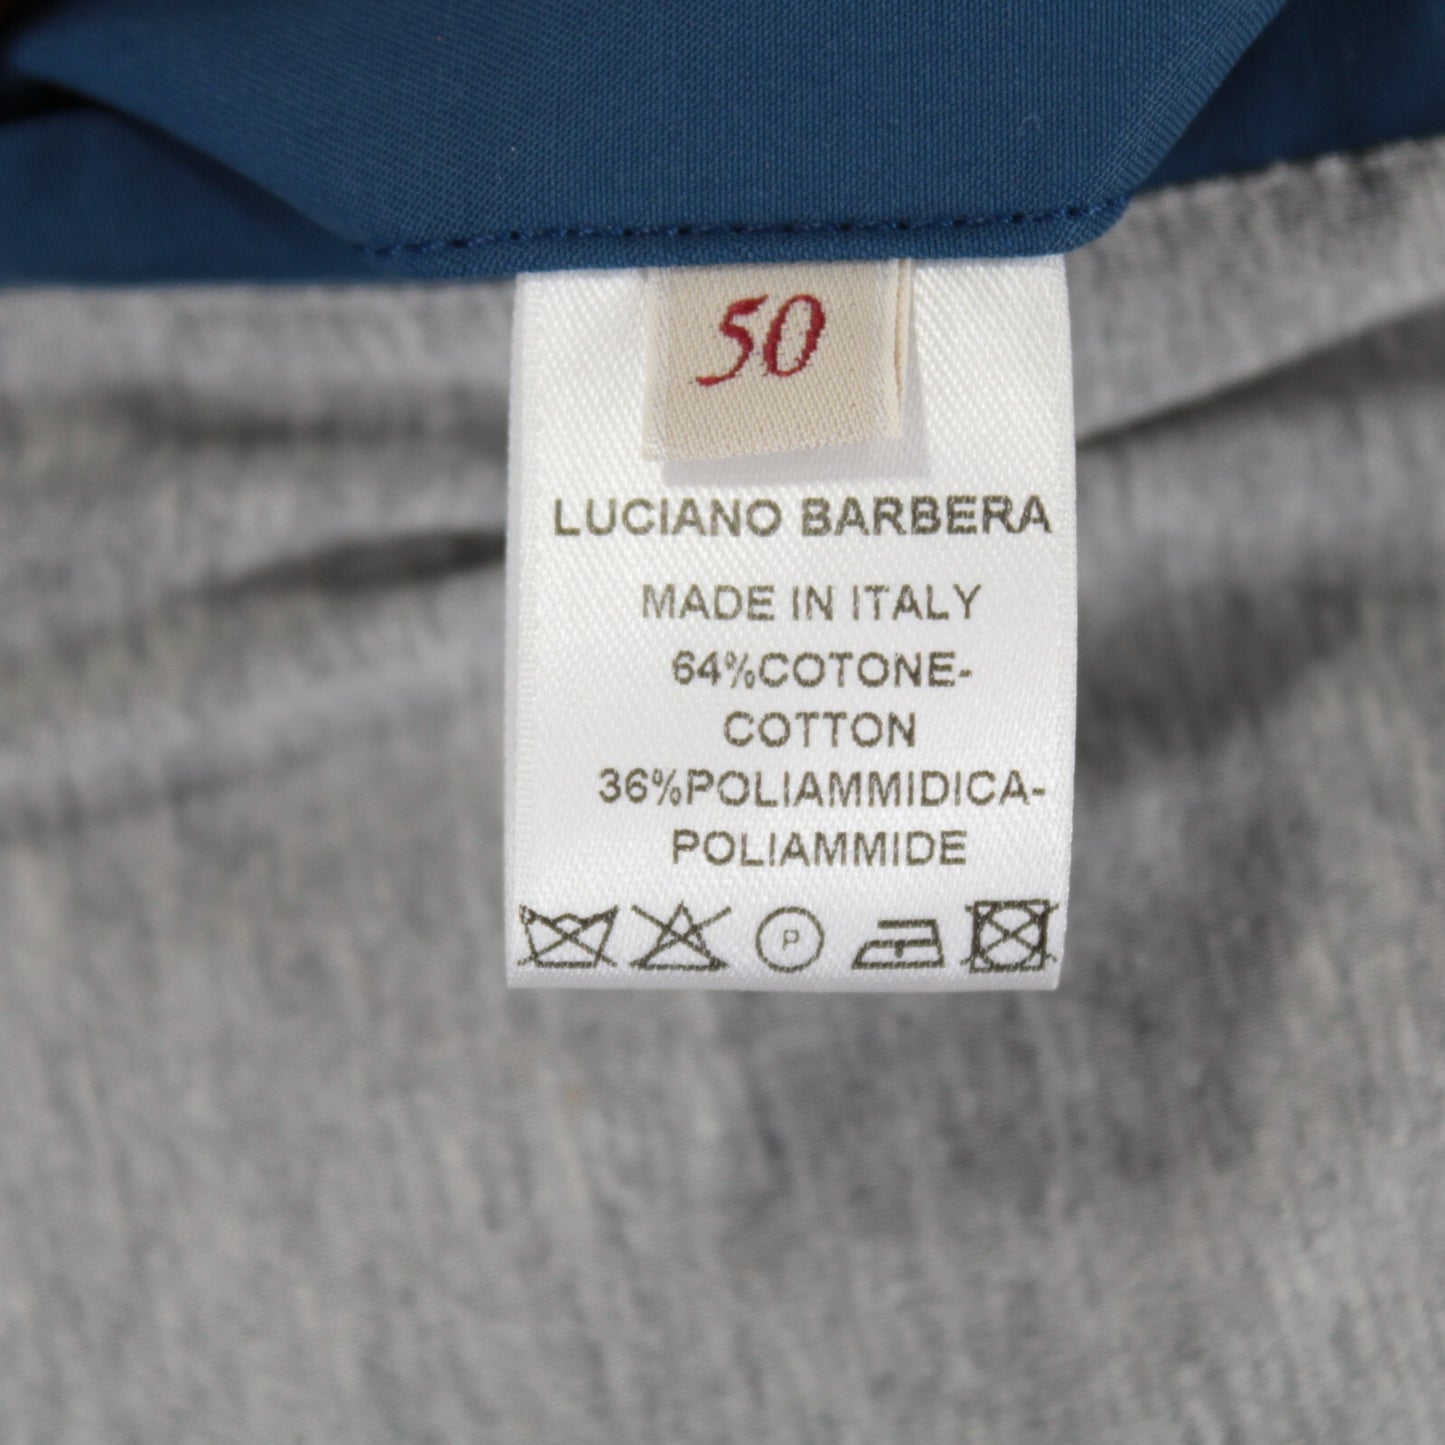 50
LUCIANO BARBERA
MADE IN ITALY
64%COTONE-
COTTON
36%POLIAMMIDICA-
POLIAMMIDE
P